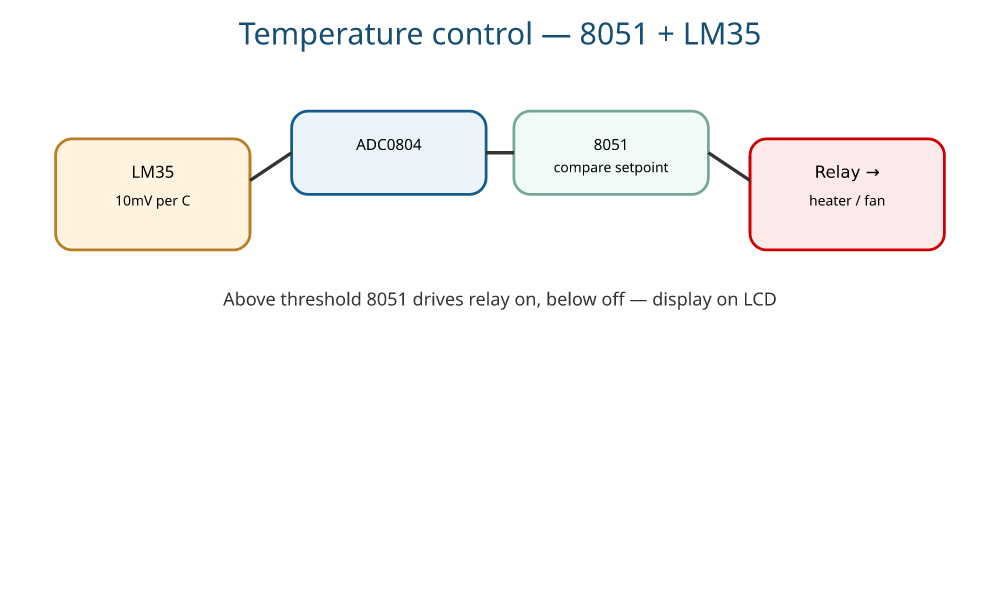 Temperature control — 8051 + LM35
LM35
10mV per C
ADC0804
8051
compare setpoint
Relay →
heater / fan
Above threshold 8051 drives relay on, below off — display on LCD